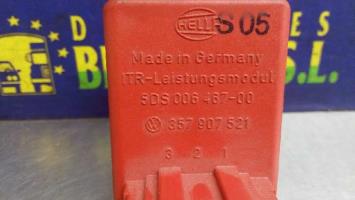 HELLA S 05
Made in Germany
ITR-Leistungsmodul
5DS 006 467-00
357 907 521
3 2 1